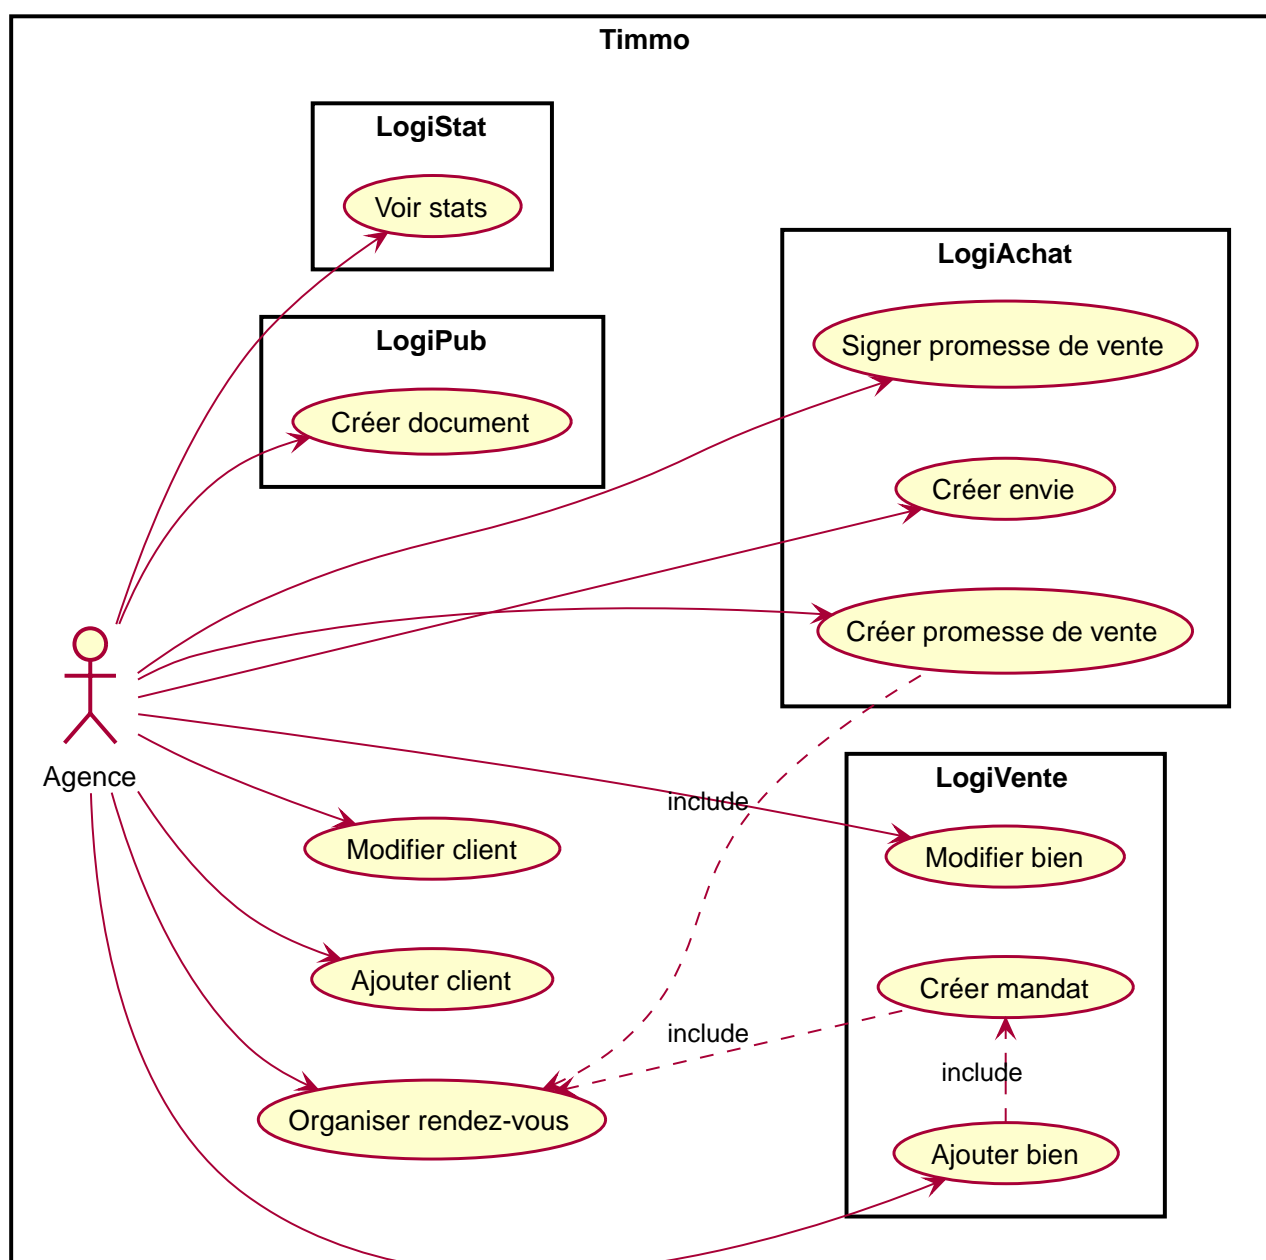 Timmo
LogiStat
Voir stats
LogiPub
Créer document
LogiAchat
Signer promesse de vente
Créer envie
Créer promesse de vente
Agence
include
LogiVente
Modifier bien
Modifier client
Ajouter client
Créer mandat
include
include
Organiser rendez-vous
Ajouter bien